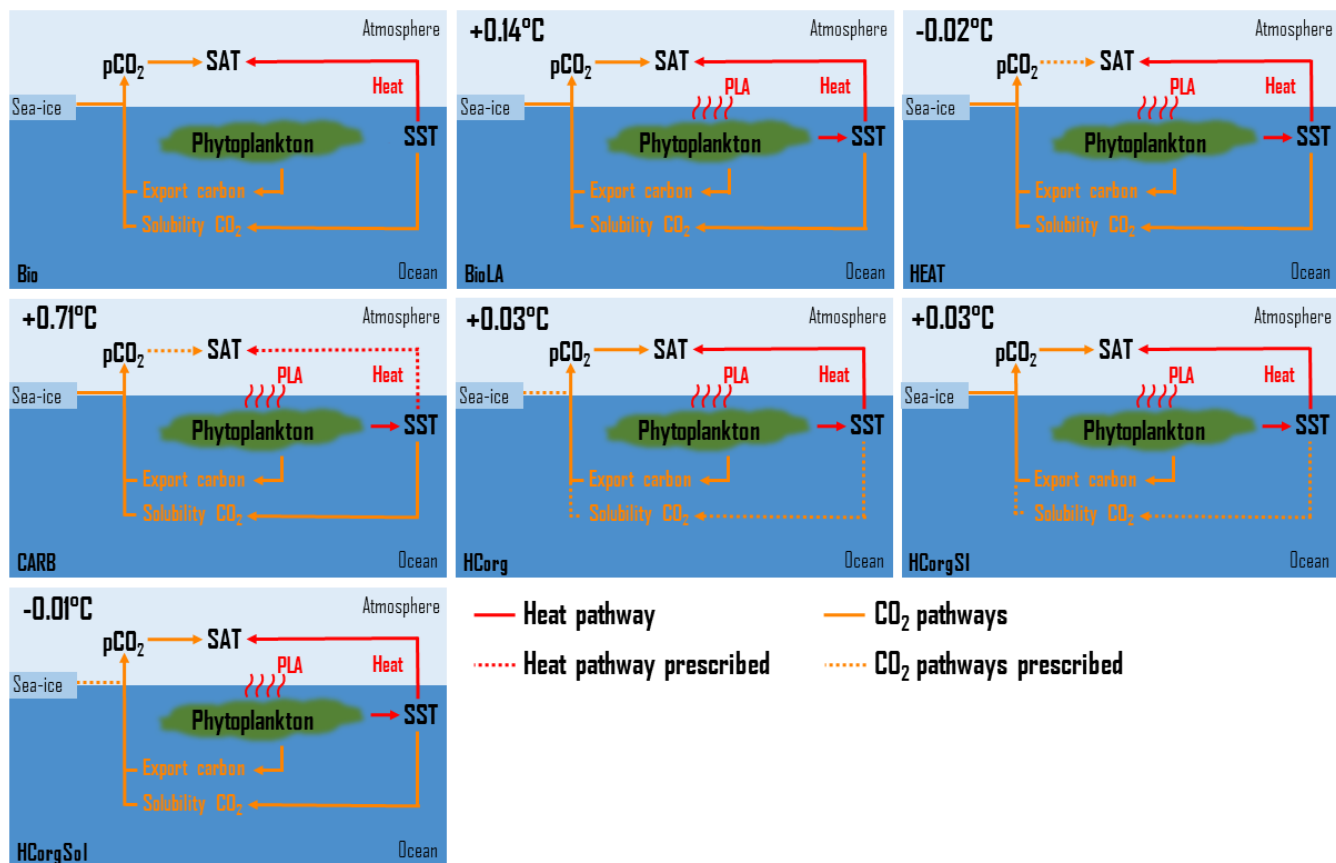 Atmosphere
pCO₂ SAT
Heat
Sea-ice
Phytoplankton SST
Export carbon
Solubility CO₂
Bio Ocean
+0.14°C Atmosphere
pCO₂ SAT
PLA Heat
Sea-ice
Phytoplankton SST
Export carbon
Solubility CO₂
BioLA Ocean
-0.02°C Atmosphere
pCO₂ SAT
PLA Heat
Sea-ice
Phytoplankton SST
Export carbon
Solubility CO₂
HEAT Ocean
+0.71°C Atmosphere
pCO₂ SAT
PLA Heat
Sea-ice
Phytoplankton SST
Export carbon
Solubility CO₂
CARB Ocean
+0.03°C Atmosphere
pCO₂ SAT
PLA Heat
Sea-ice
Phytoplankton SST
Export carbon
Solubility CO₂
HCorg Ocean
+0.03°C Atmosphere
pCO₂ SAT
PLA Heat
Sea-ice
Phytoplankton SST
Export carbon
Solubility CO₂
HCorgSI Ocean
-0.01°C Atmosphere
pCO₂ SAT
PLA Heat
Sea-ice
Phytoplankton SST
Export carbon
Solubility CO₂
HCorgSol Ocean
Heat pathway CO₂ pathways
Heat pathway prescribed CO₂ pathways prescribed